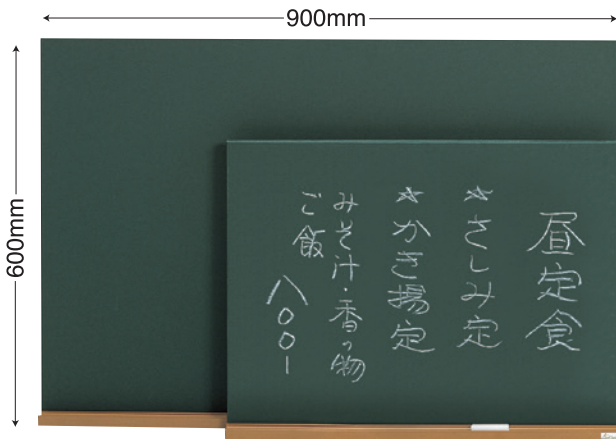 900mm
600mm
昼定食
☆さしみ定
☆かき揚定
みそ汁・香の物
ご飯
八〇〇ー